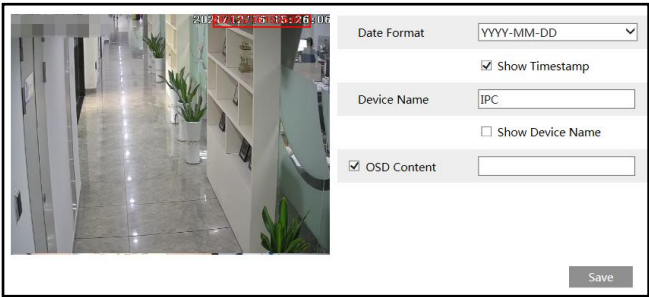 Date Format
YYYY-MM-DD
Show Timestamp
Device Name
IPC
Show Device Name
OSD Content
Save